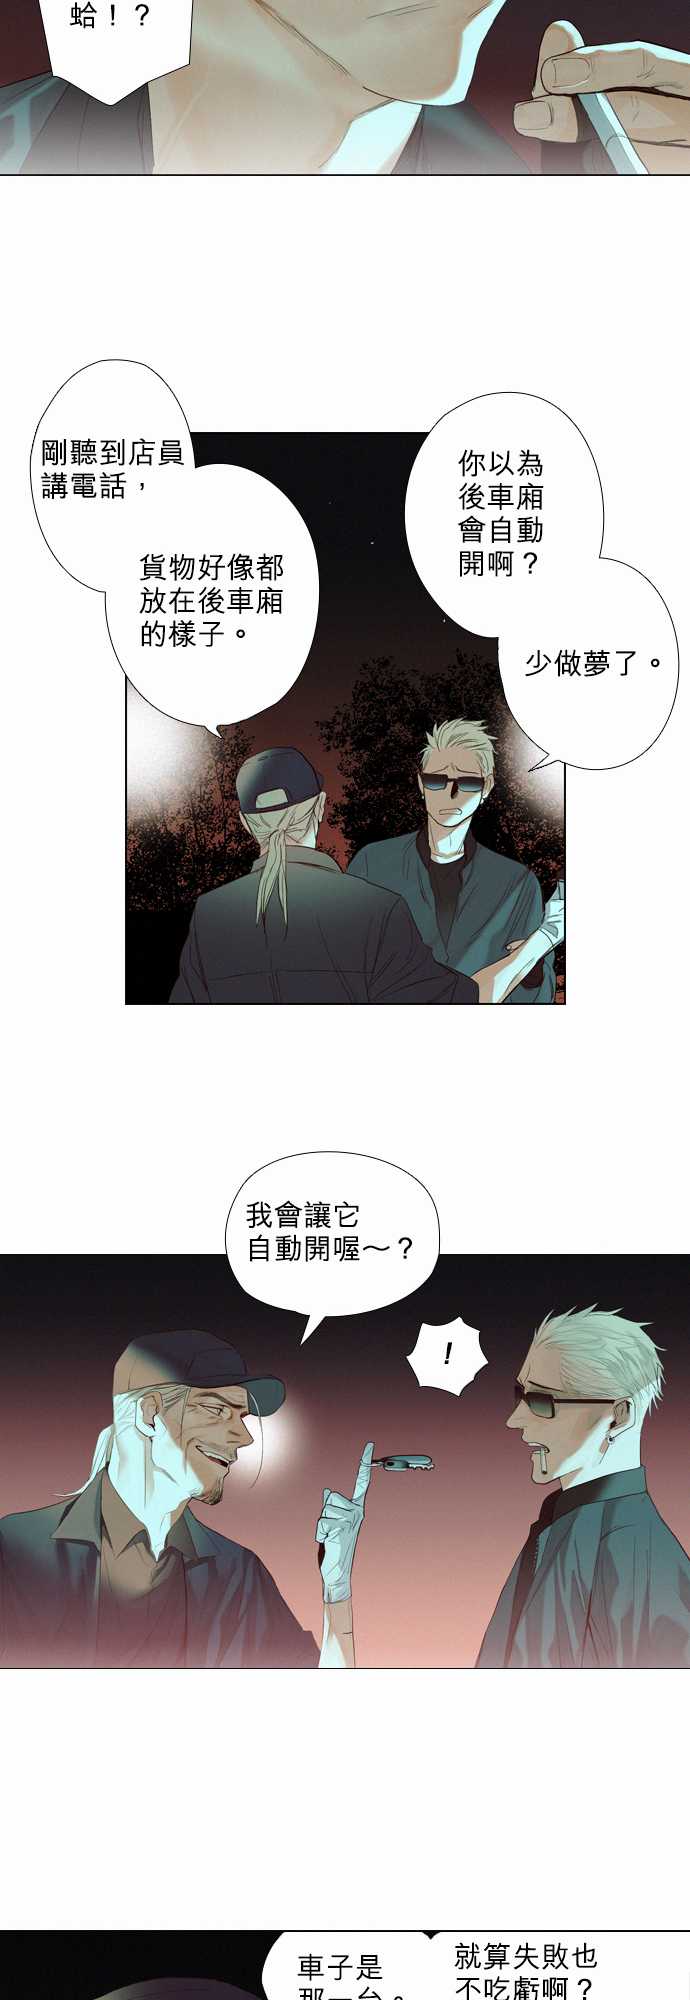 蛤！？
剛聽到店員
講電話，
貨物好像都
放在後車廂
的樣子。
你以為
後車廂
會自動
開啊？
少做夢了。
我會讓它
自動開喔～？
！
車子是
那一台。
就算失敗也
不吃虧啊？